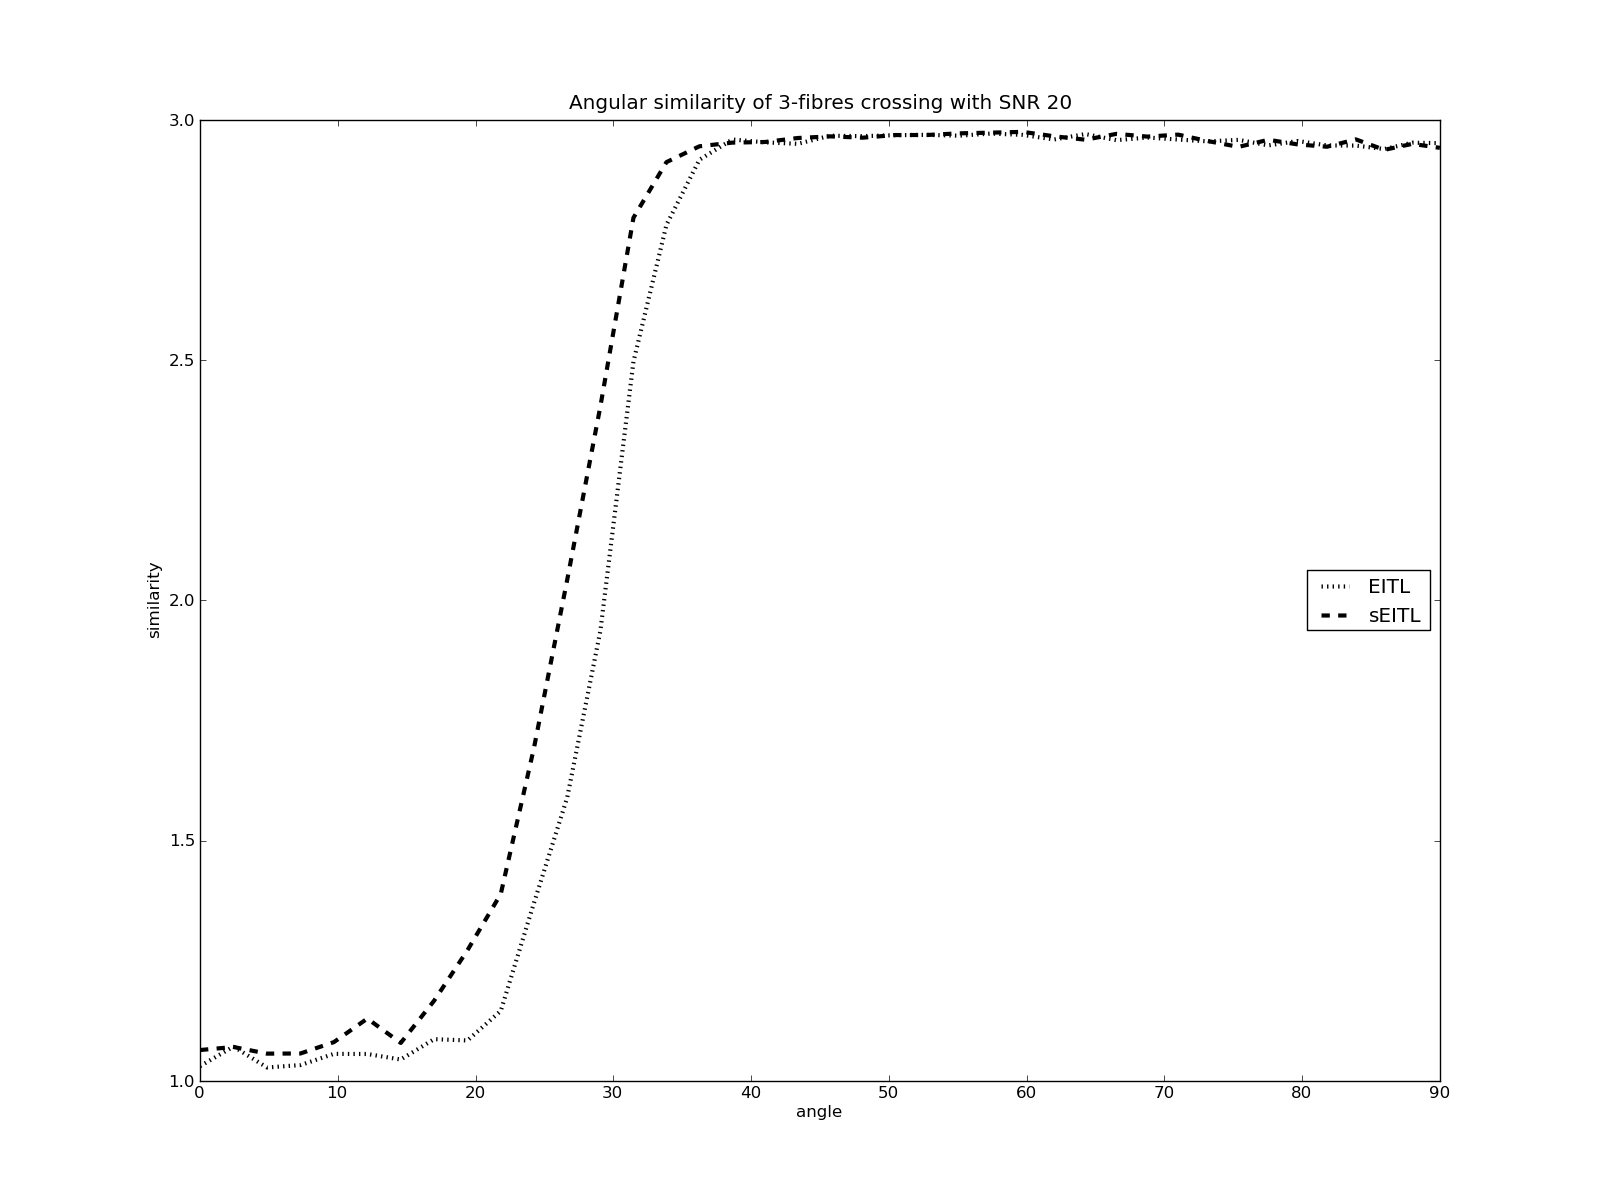 Angular similarity of 3-fibres crossing with SNR 20
3.0
2.5
2.0
1.5
1.0
similarity
EITL
sEITL
0 10 20 30 40 50 60 70 80 90
angle